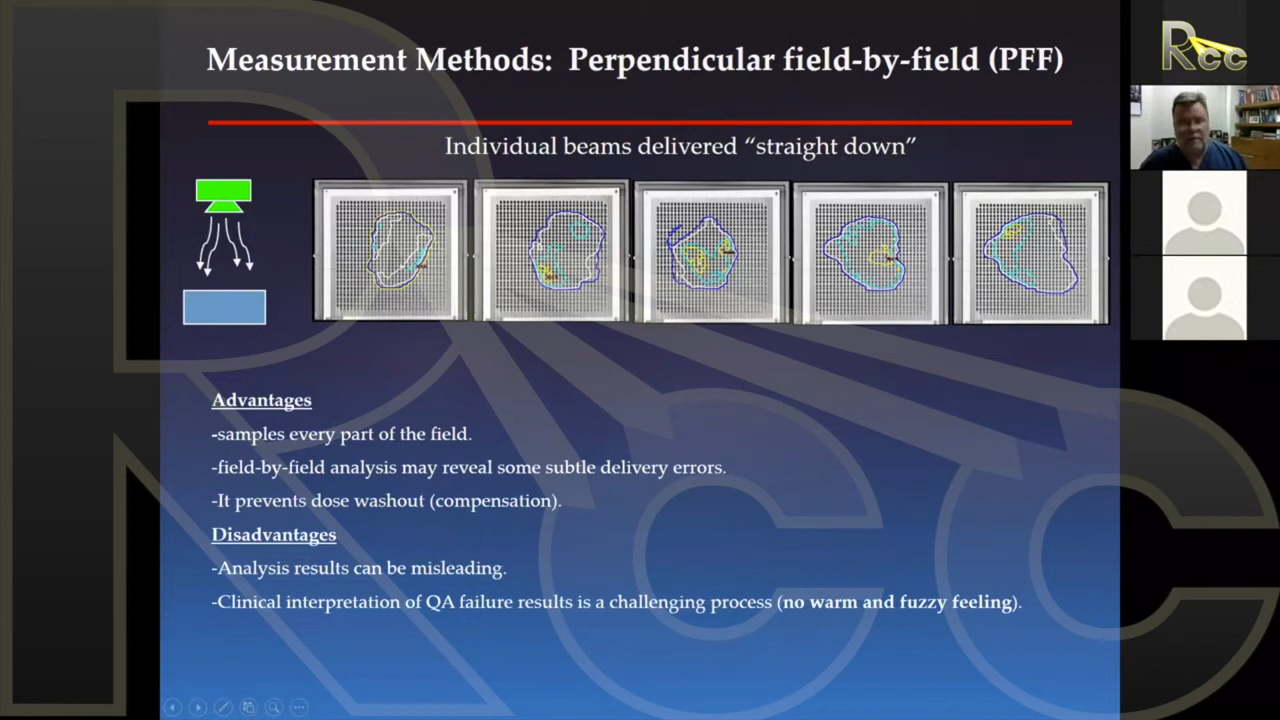 Measurement Methods: Perpendicular field-by-field (PFF)
Rcc
Individual beams delivered “straight down”
Advantages
-samples every part of the field.
-field-by-field analysis may reveal some subtle delivery errors.
-It prevents dose washout (compensation).
Disadvantages
-Analysis results can be misleading.
-Clinical interpretation of QA failure results is a challenging process (no warm and fuzzy feeling).